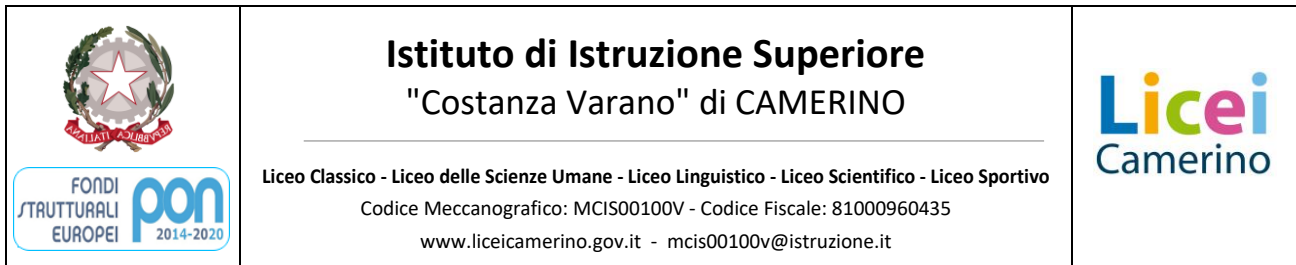 REPVBBLICA ITALIANA
FONDI
STRUTTURALI
EUROPEI
pon
2014-2020
Istituto di Istruzione Superiore
"Costanza Varano" di CAMERINO
Liceo Classico - Liceo delle Scienze Umane - Liceo Linguistico - Liceo Scientifico - Liceo Sportivo
Codice Meccanografico: MCIS00100V - Codice Fiscale: 81000960435
www.liceicamerino.gov.it - mcis00100v@istruzione.it
Licei
Camerino